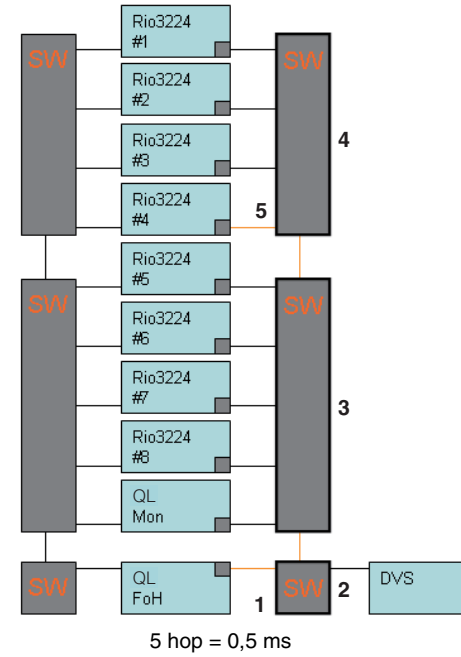 Rio3224
#1
SW
SW
Rio3224
#2
Rio3224
#3
4
Rio3224
#4
5
Rio3224
#5
SW
SW
Rio3224
#6
Rio3224
#7
3
Rio3224
#8
QL
Mon
QL
FoH
SW
1
SW
2
DVS
5 hop = 0,5 ms